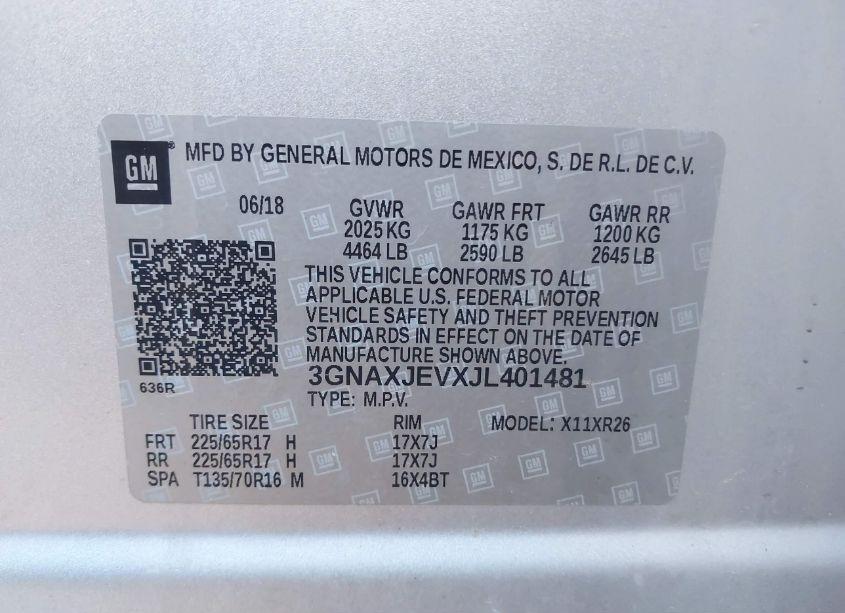 GM
MFD BY GENERAL MOTORS DE MEXICO, S. DE R.L. DE C.V.
06/18 GVWR GAWR FRT GAWR RR
2025 KG 1175 KG 1200 KG
4464 LB 2590 LB 2645 LB
THIS VEHICLE CONFORMS TO ALL
APPLICABLE U.S. FEDERAL MOTOR
VEHICLE SAFETY AND THEFT PREVENTION
STANDARDS IN EFFECT ON THE DATE OF
MANUFACTURE SHOWN ABOVE.
636R
3GNAXJEVXJL401481
TYPE: M.P.V.
TIRE SIZE RIM MODEL: X11XR26
FRT 225/65R17 H 17X7J
RR 225/65R17 H 17X7J
SPA T135/70R16 M 16X4BT